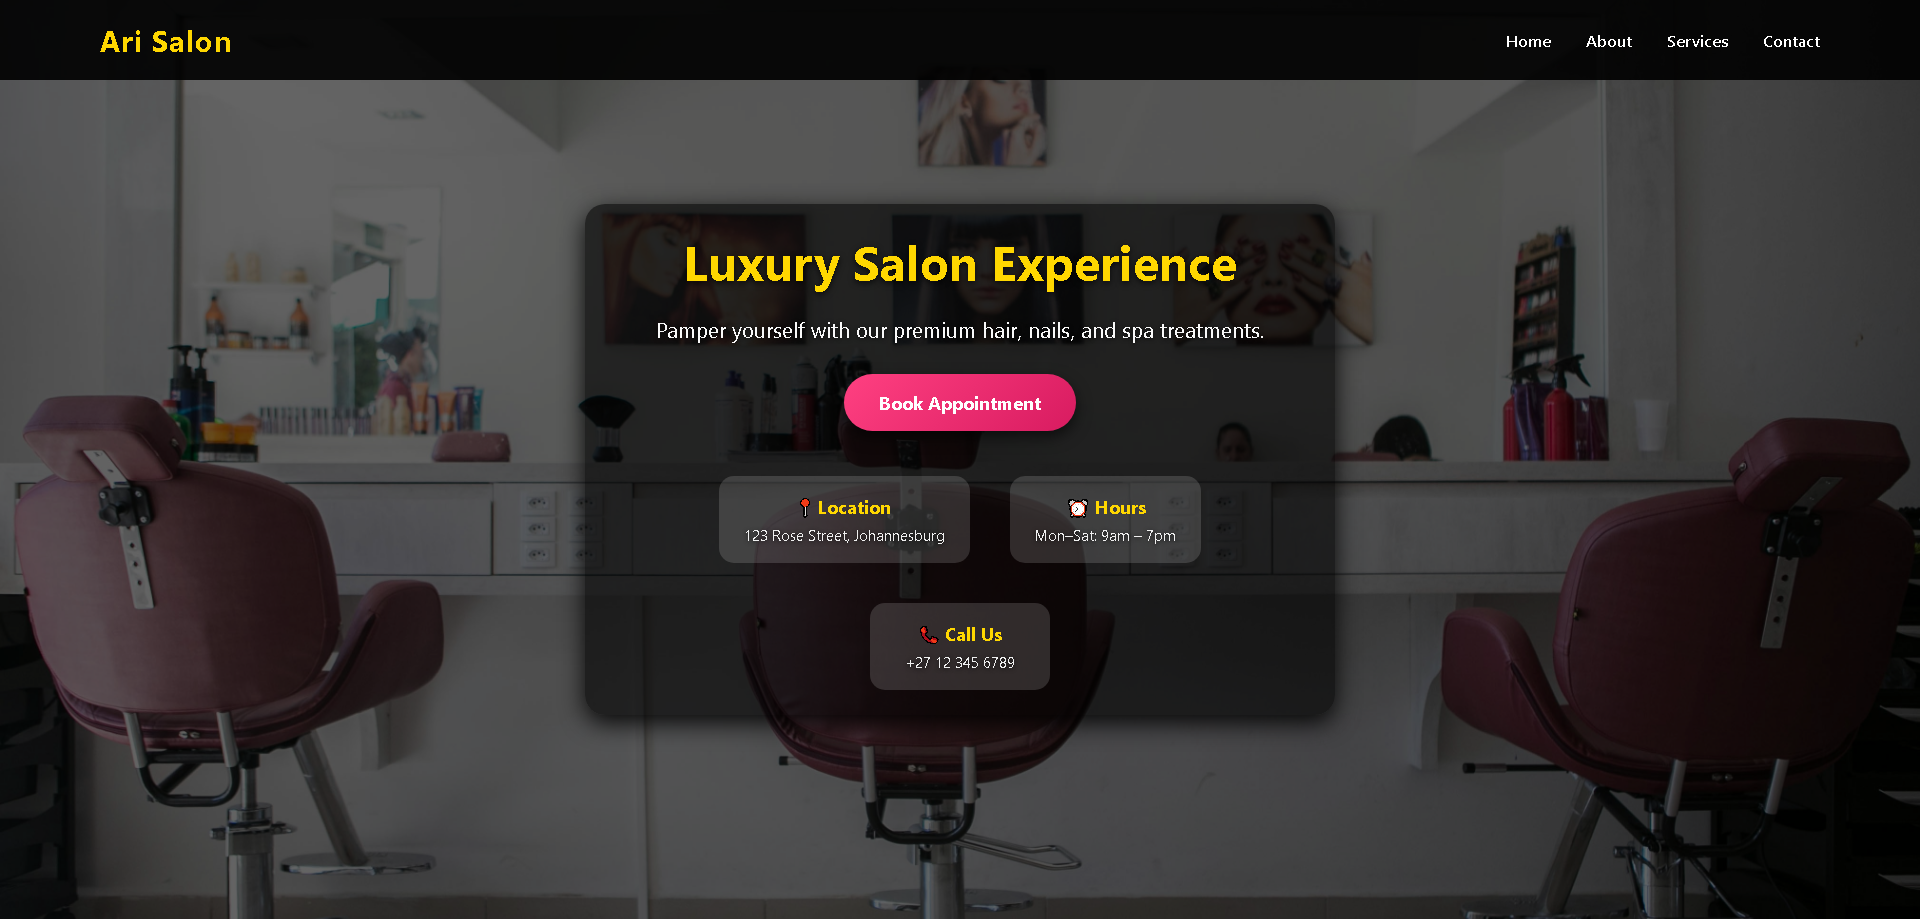 Ari Salon
Home About Services Contact
Luxury Salon Experience
Pamper yourself with our premium hair, nails, and spa treatments.
Book Appointment
📍 Location
123 Rose Street, Johannesburg
⏰ Hours
Mon–Sat: 9am – 7pm
📞 Call Us
+27 12 345 6789